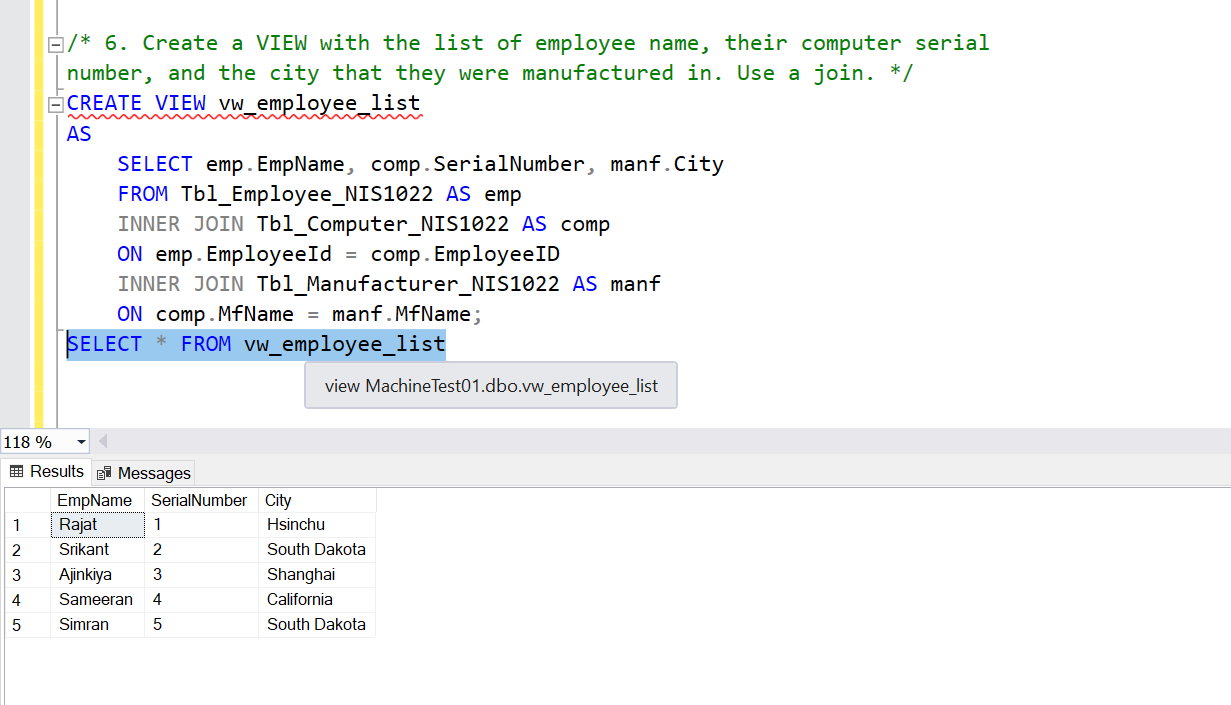 /* 6. Create a VIEW with the list of employee name, their computer serial
number, and the city that they were manufactured in. Use a join. */
CREATE VIEW vw_employee_list
AS
SELECT emp.EmpName, comp.SerialNumber, manf.City
FROM Tbl_Employee_NIS1022 AS emp
INNER JOIN Tbl_Computer_NIS1022 AS comp
ON emp.EmployeeId = comp.EmployeeID
INNER JOIN Tbl_Manufacturer_NIS1022 AS manf
ON comp.MfName = manf.MfName;
SELECT * FROM vw_employee_list
view MachineTest01.dbo.vw_employee_list
118 %
Results Messages
EmpName SerialNumber City
1 Rajat 1 Hsinchu
2 Srikant 2 South Dakota
3 Ajinkiya 3 Shanghai
4 Sameeran 4 California
5 Simran 5 South Dakota